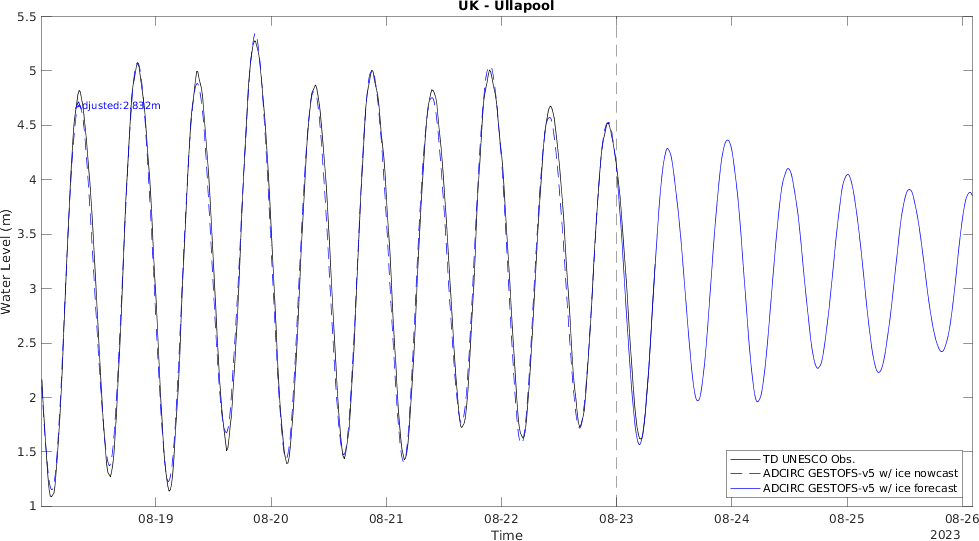 UK - Ullapool
5.5
5
4.5
4
3.5
3
2.5
2
1.5
1
Water Level (m)
Adjusted:2.832m
TD UNESCO Obs.
ADCIRC GESTOFS-v5 w/ ice nowcast
ADCIRC GESTOFS-v5 w/ ice forecast
08-19 08-20 08-21 08-22 08-23 08-24 08-25 08-26
Time
2023